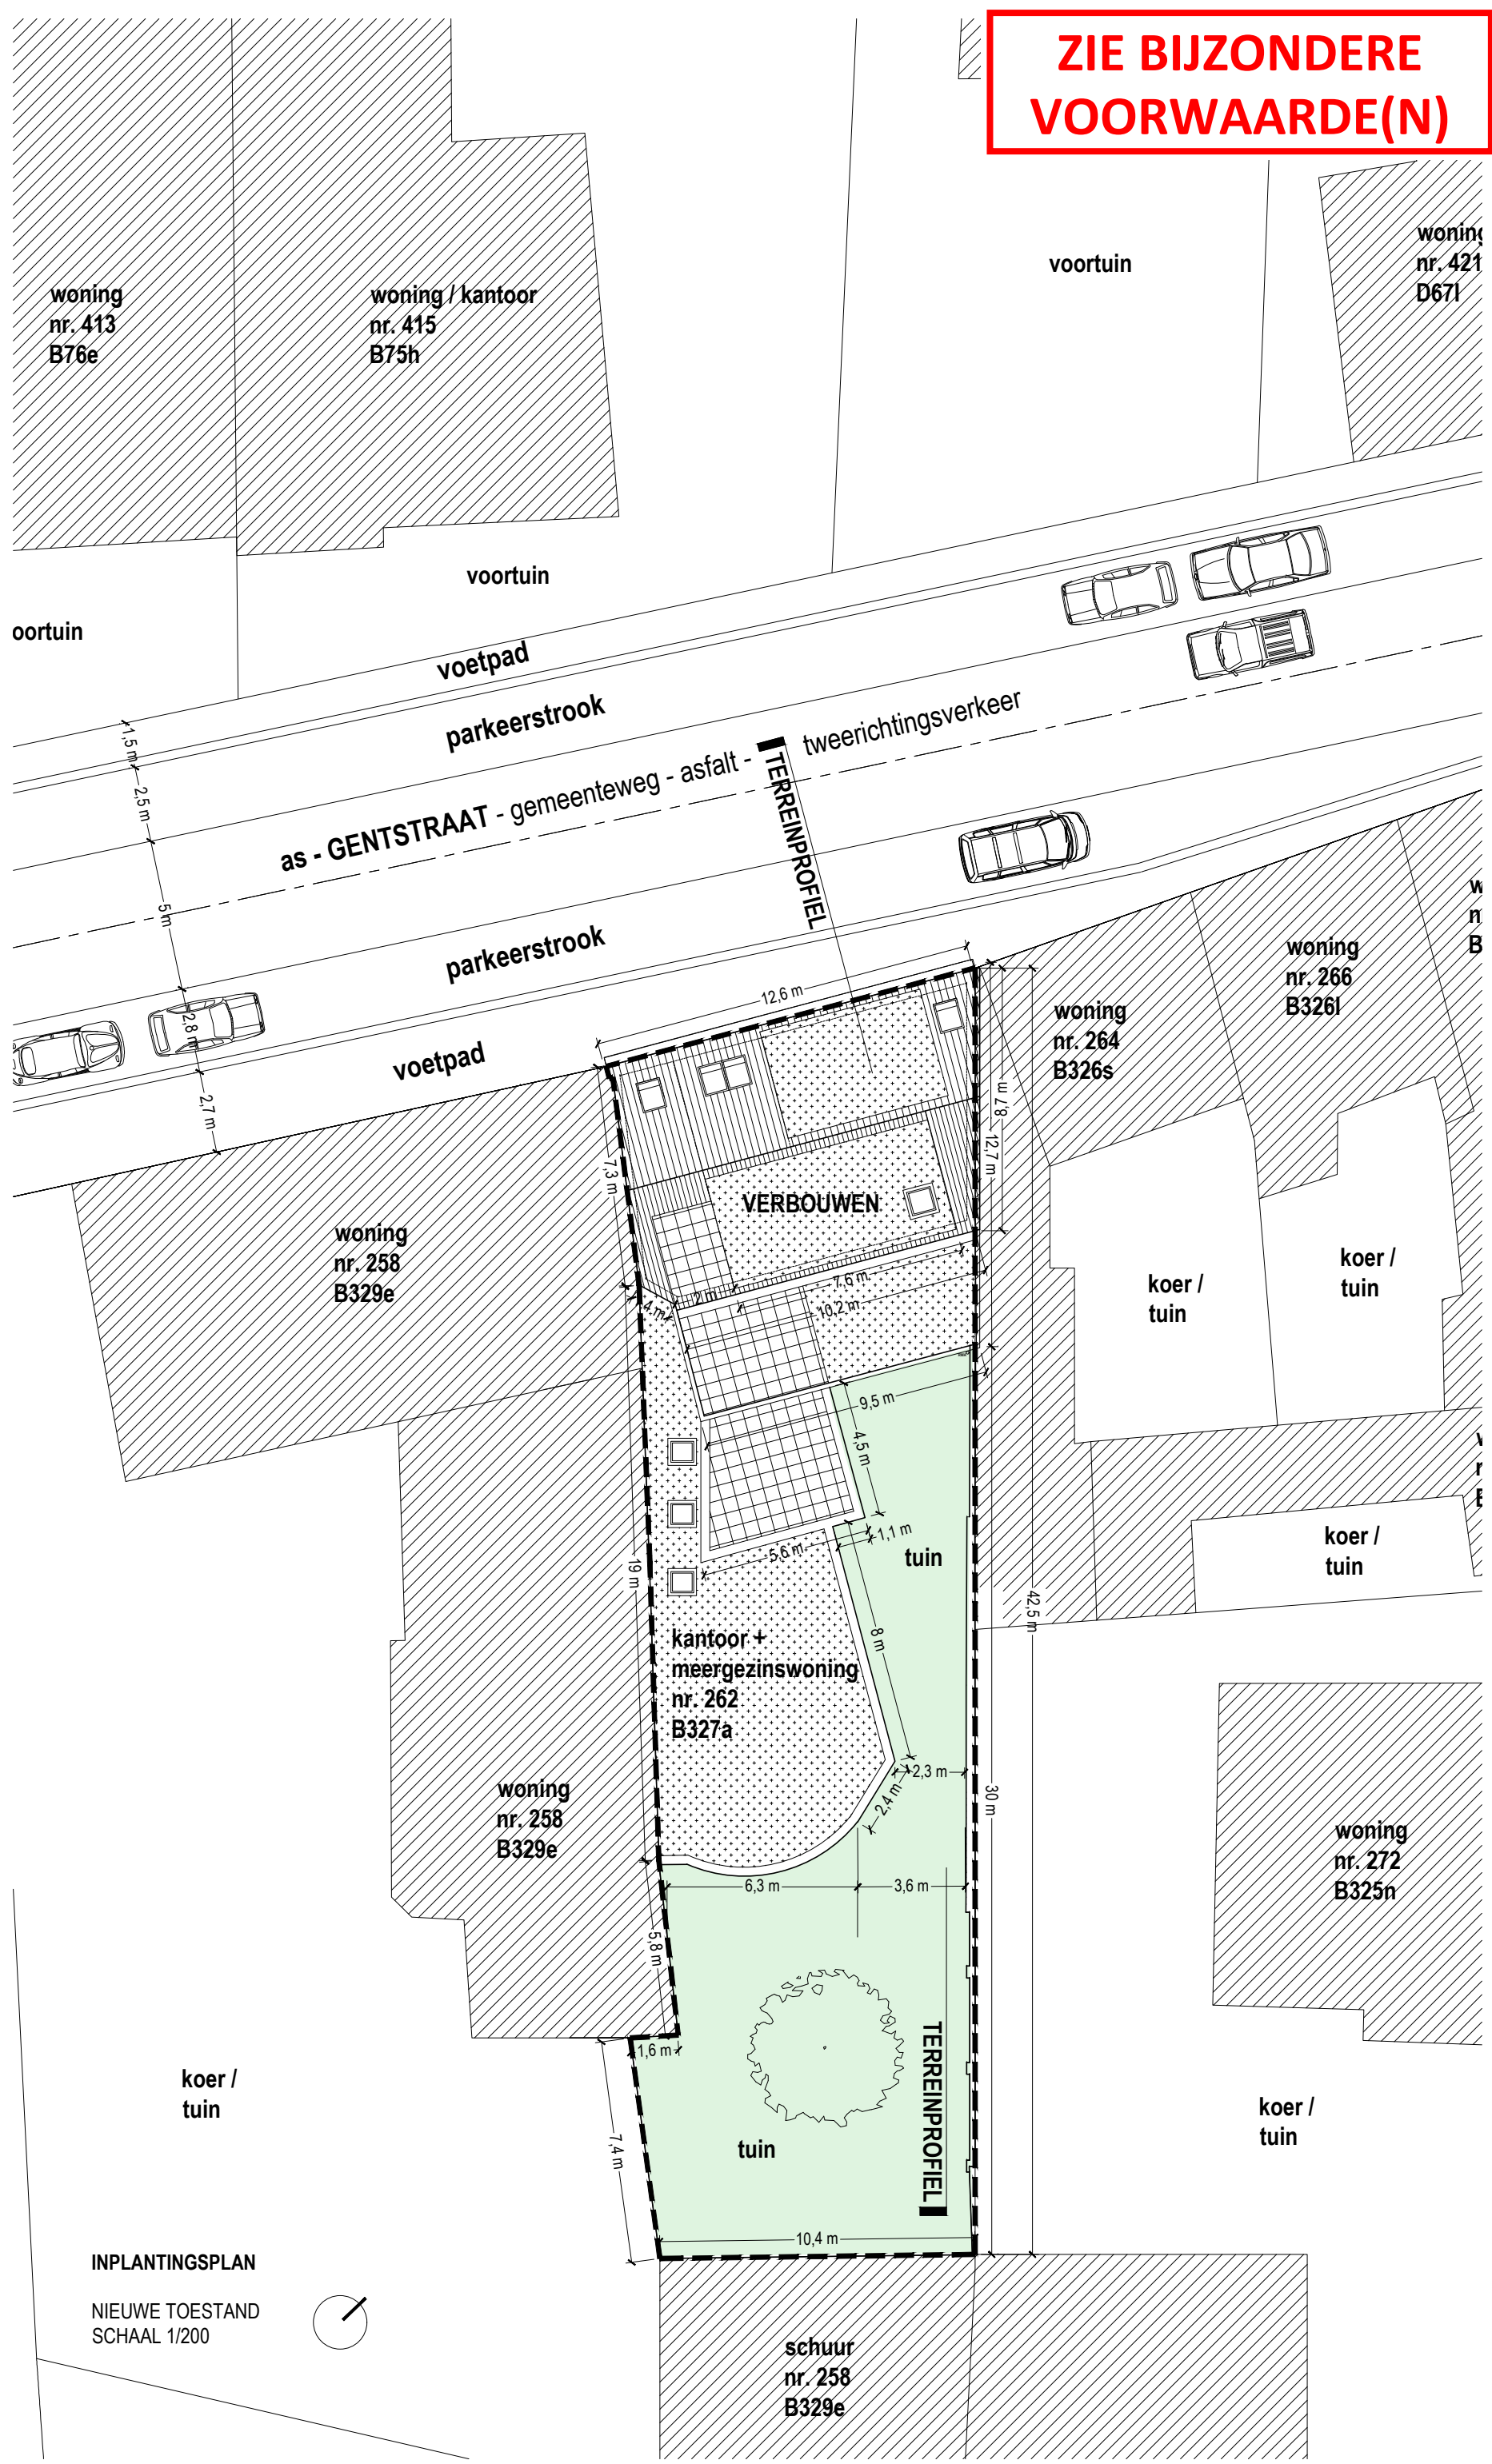 ZIE BIJZONDERE
VOORWAARDE(N)
woning
nr. 413
B76e
woning / kantoor
nr. 415
B75h
voortuin
woning
nr. 421
D67l
voortuin
oortuin
voetpad
parkeerstrook
1,5 m
2,5 m
5 m
2,8 m
2,7 m
as - GENTSTRAAT - gemeenteweg - asfalt - tweerichtingsverkeer
TERREINPROFIEL
parkeerstrook
voetpad
12,6 m
woning
nr. 264
B326s
woning
nr. 266
B326l
w
n
B
8,7 m
12,7 m
7,3 m
VERBOUWEN
woning
nr. 258
B329e
koer /
tuin
koer /
tuin
4 m
2 m
7,6 m
10,2 m
9,5 m
4,5 m
1,1 m
5,6 m
tuin
koer /
tuin
19 m
8 m
42,5 m
kantoor +
meergezinswoning
nr. 262
B327a
2,3 m
2,4 m
30 m
woning
nr. 258
B329e
woning
nr. 272
B325n
6,3 m
3,6 m
5,8 m
1,6 m
TERREINPROFIEL
koer /
tuin
koer /
tuin
7,4 m
tuin
10,4 m
INPLANTINGSPLAN
NIEUWE TOESTAND
SCHAAL 1/200
schuur
nr. 258
B329e